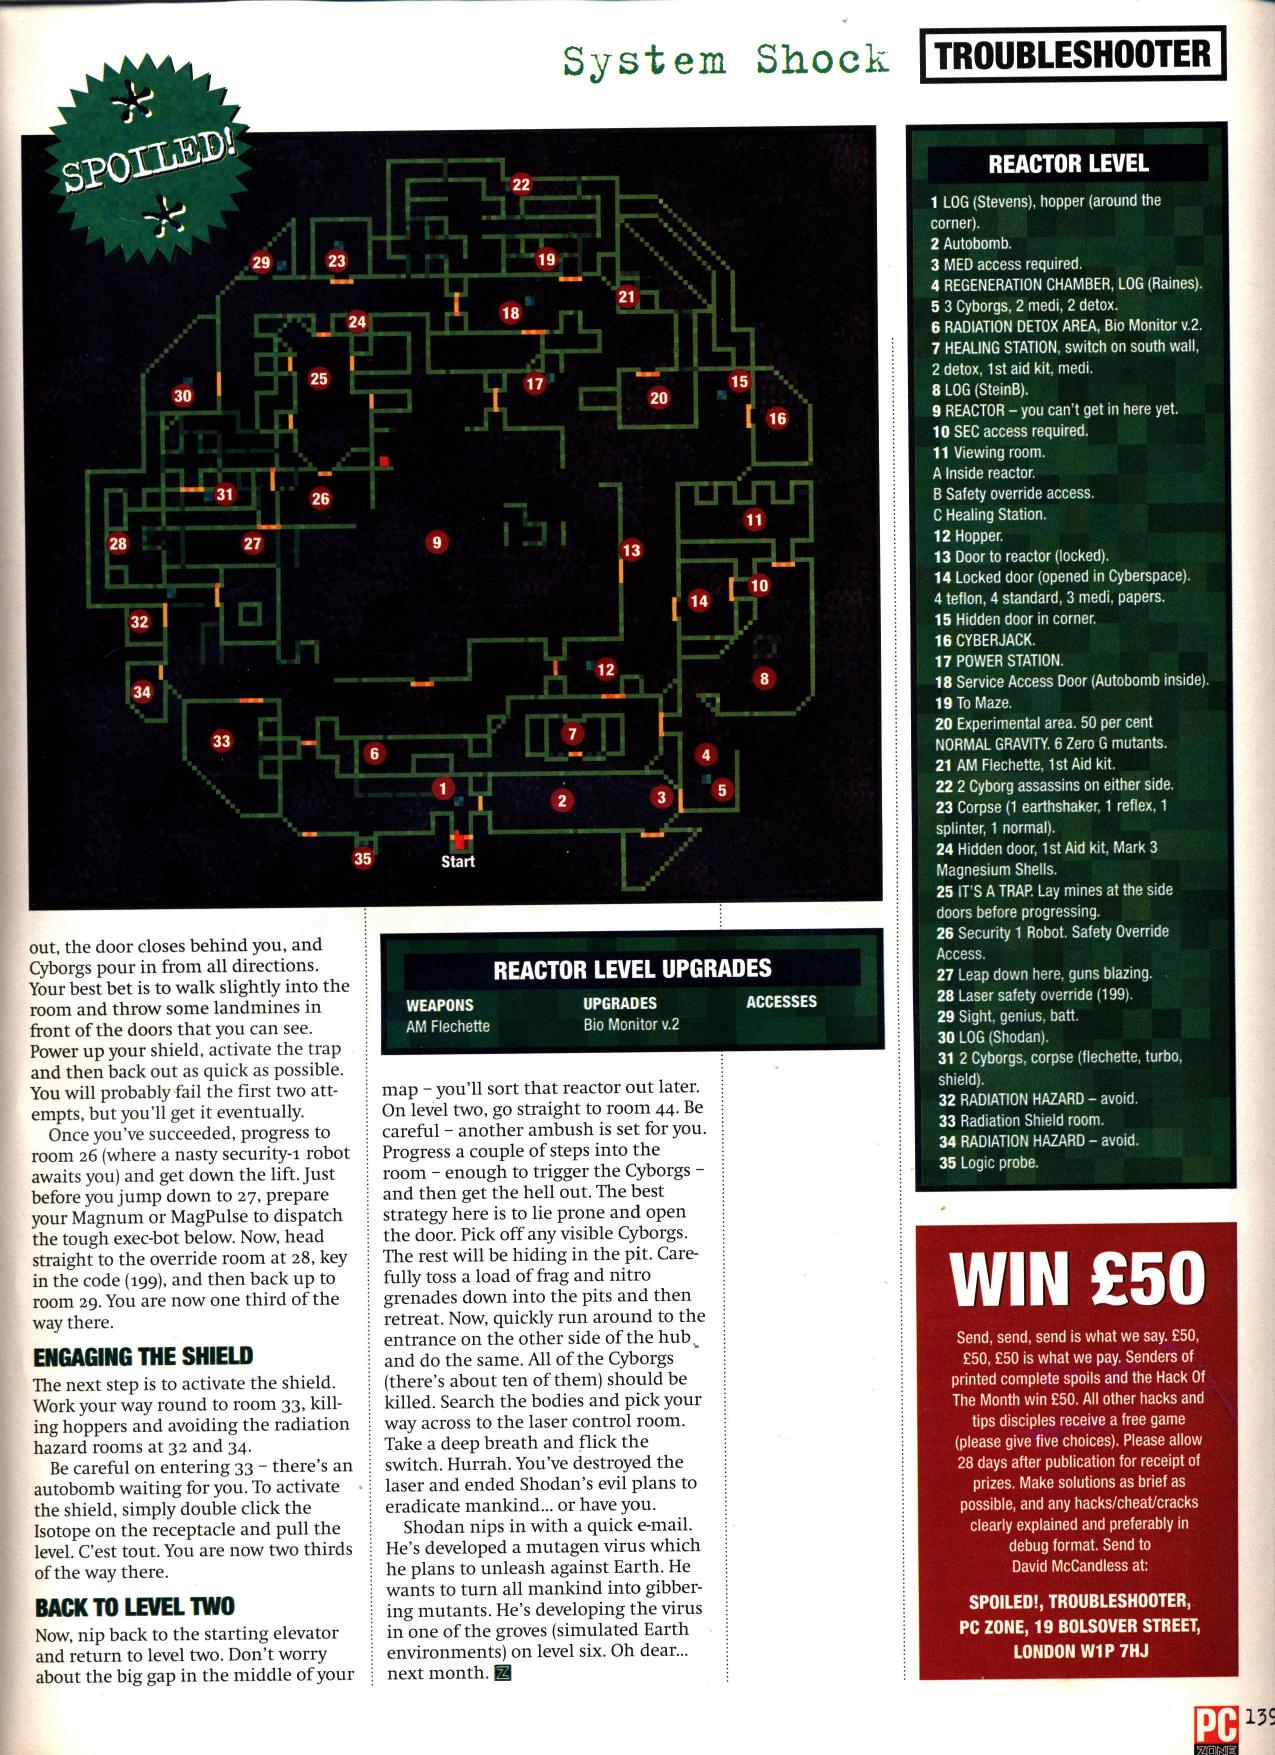 System Shock
TROUBLESHOOTER
SPOILED!
22
29
23
19
21
18
24
25
17
15
30
20
16
31
26
11
28
27
9
13
10
14
32
12
8
34
33
7
6
4
1
5
2
3
35
Start
REACTOR LEVEL
1 LOG (Stevens), hopper (around the
corner).
2 Autobomb.
3 MED access required.
4 REGENERATION CHAMBER, LOG (Raines).
5 3 Cyborgs, 2 medi, 2 detox.
6 RADIATION DETOX AREA, Bio Monitor v.2.
7 HEALING STATION, switch on south wall,
2 detox, 1st aid kit, medi.
8 LOG (SteinB).
9 REACTOR – you can't get in here yet.
10 SEC access required.
11 Viewing room.
A Inside reactor.
B Safety override access.
C Healing Station.
12 Hopper.
13 Door to reactor (locked).
14 Locked door (opened in Cyberspace).
4 teflon, 4 standard, 3 medi, papers.
15 Hidden door in corner.
16 CYBERJACK.
17 POWER STATION.
18 Service Access Door (Autobomb inside).
19 To Maze.
20 Experimental area. 50 per cent
NORMAL GRAVITY. 6 Zero G mutants.
21 AM Flechette, 1st Aid kit.
22 2 Cyborg assassins on either side.
23 Corpse (1 earthshaker, 1 reflex, 1
splinter, 1 normal).
24 Hidden door, 1st Aid kit, Mark 3
Magnesium Shells.
25 IT'S A TRAP. Lay mines at the side
doors before progressing.
26 Security 1 Robot. Safety Override
Access.
27 Leap down here, guns blazing.
28 Laser safety override (199).
29 Sight, genius, batt.
30 LOG (Shodan).
31 2 Cyborgs, corpse (flechette, turbo,
shield).
32 RADIATION HAZARD – avoid.
33 Radiation Shield room.
34 RADIATION HAZARD – avoid.
35 Logic probe.
out, the door closes behind you, and
Cyborgs pour in from all directions.
Your best bet is to walk slightly into the
room and throw some landmines in
front of the doors that you can see.
Power up your shield, activate the trap
and then back out as quick as possible.
You will probably fail the first two att-
empts, but you'll get it eventually.
Once you've succeeded, progress to
room 26 (where a nasty security-1 robot
awaits you) and get down the lift. Just
before you jump down to 27, prepare
your Magnum or MagPulse to dispatch
the tough exec-bot below. Now, head
straight to the override room at 28, key
in the code (199), and then back up to
room 29. You are now one third of the
way there.
ENGAGING THE SHIELD
The next step is to activate the shield.
Work your way round to room 33, kill-
ing hoppers and avoiding the radiation
hazard rooms at 32 and 34.
Be careful on entering 33 – there's an
autobomb waiting for you. To activate
the shield, simply double click the
Isotope on the receptacle and pull the
level. C'est tout. You are now two thirds
of the way there.
BACK TO LEVEL TWO
Now, nip back to the starting elevator
and return to level two. Don't worry
about the big gap in the middle of your
REACTOR LEVEL UPGRADES
WEAPONS UPGRADES ACCESSES
AM Flechette Bio Monitor v.2
map – you'll sort that reactor out later.
On level two, go straight to room 44. Be
careful – another ambush is set for you.
Progress a couple of steps into the
room – enough to trigger the Cyborgs –
and then get the hell out. The best
strategy here is to lie prone and open
the door. Pick off any visible Cyborgs.
The rest will be hiding in the pit. Care-
fully toss a load of frag and nitro
grenades down into the pits and then
retreat. Now, quickly run around to the
entrance on the other side of the hub
and do the same. All of the Cyborgs
(there's about ten of them) should be
killed. Search the bodies and pick your
way across to the laser control room.
Take a deep breath and flick the
switch. Hurrah. You've destroyed the
laser and ended Shodan's evil plans to
eradicate mankind... or have you.
Shodan nips in with a quick e-mail.
He's developed a mutagen virus which
he plans to unleash against Earth. He
wants to turn all mankind into gibber-
ing mutants. He's developing the virus
in one of the groves (simulated Earth
environments) on level six. Oh dear...
next month. Z
WIN £50
Send, send, send is what we say. £50,
£50, £50 is what we pay. Senders of
printed complete spoils and the Hack Of
The Month win £50. All other hacks and
tips disciples receive a free game
(please give five choices). Please allow
28 days after publication for receipt of
prizes. Make solutions as brief as
possible, and any hacks/cheat/cracks
clearly explained and preferably in
debug format. Send to
David McCandless at:
SPOILED!, TROUBLESHOOTER,
PC ZONE, 19 BOLSOVER STREET,
LONDON W1P 7HJ
PC
ZONE
139